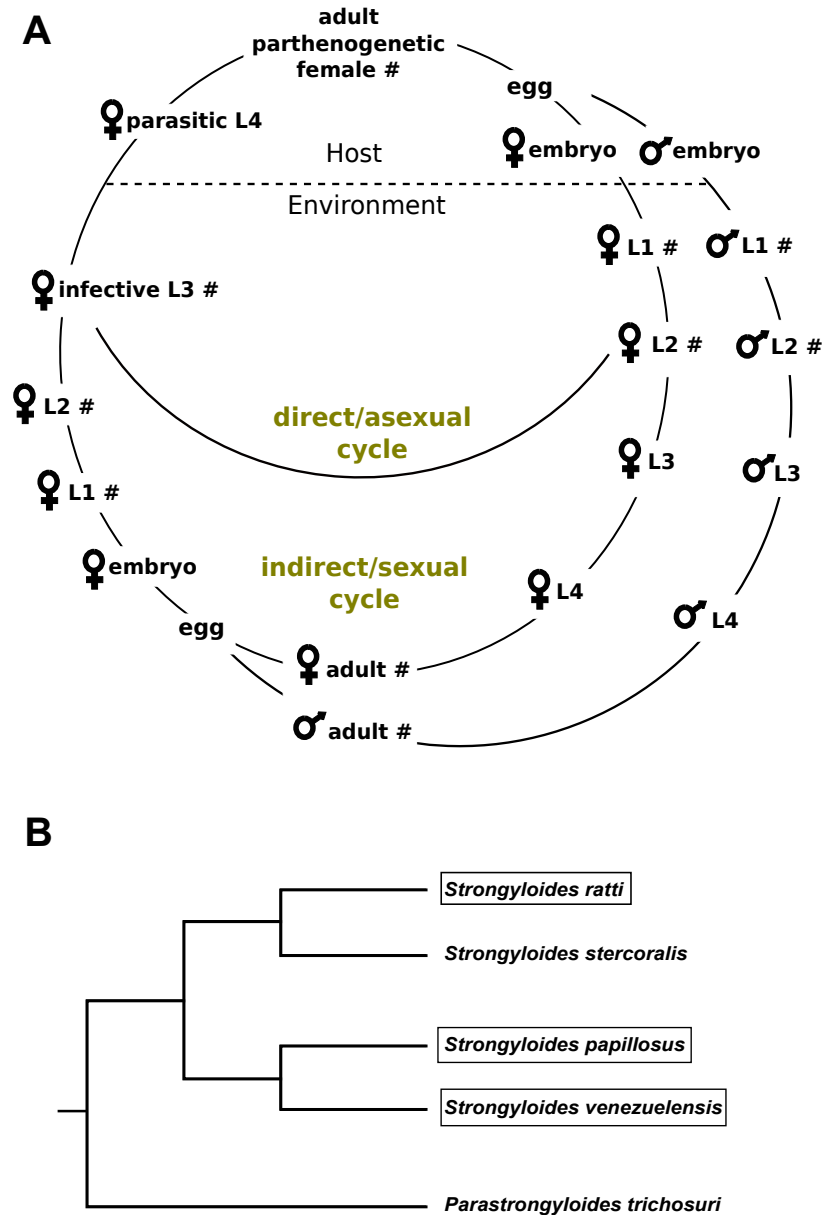 A
adult
parthenogenetic
female #
egg
♀parasitic L4
♀embryo
♂embryo
Host
Environment
♀ L1 #
♂L1 #
♀infective L3 #
♀ L2 #
♂L2 #
♀ L2 #
direct/asexual
cycle
♀ L3
♂L3
♀ L1 #
♀embryo
indirect/sexual
cycle
♀ L4
♂ L4
egg
♀ adult #
♂ adult #
B
Strongyloides ratti
Strongyloides stercoralis
Strongyloides papillosus
Strongyloides venezuelensis
Parastrongyloides trichosuri